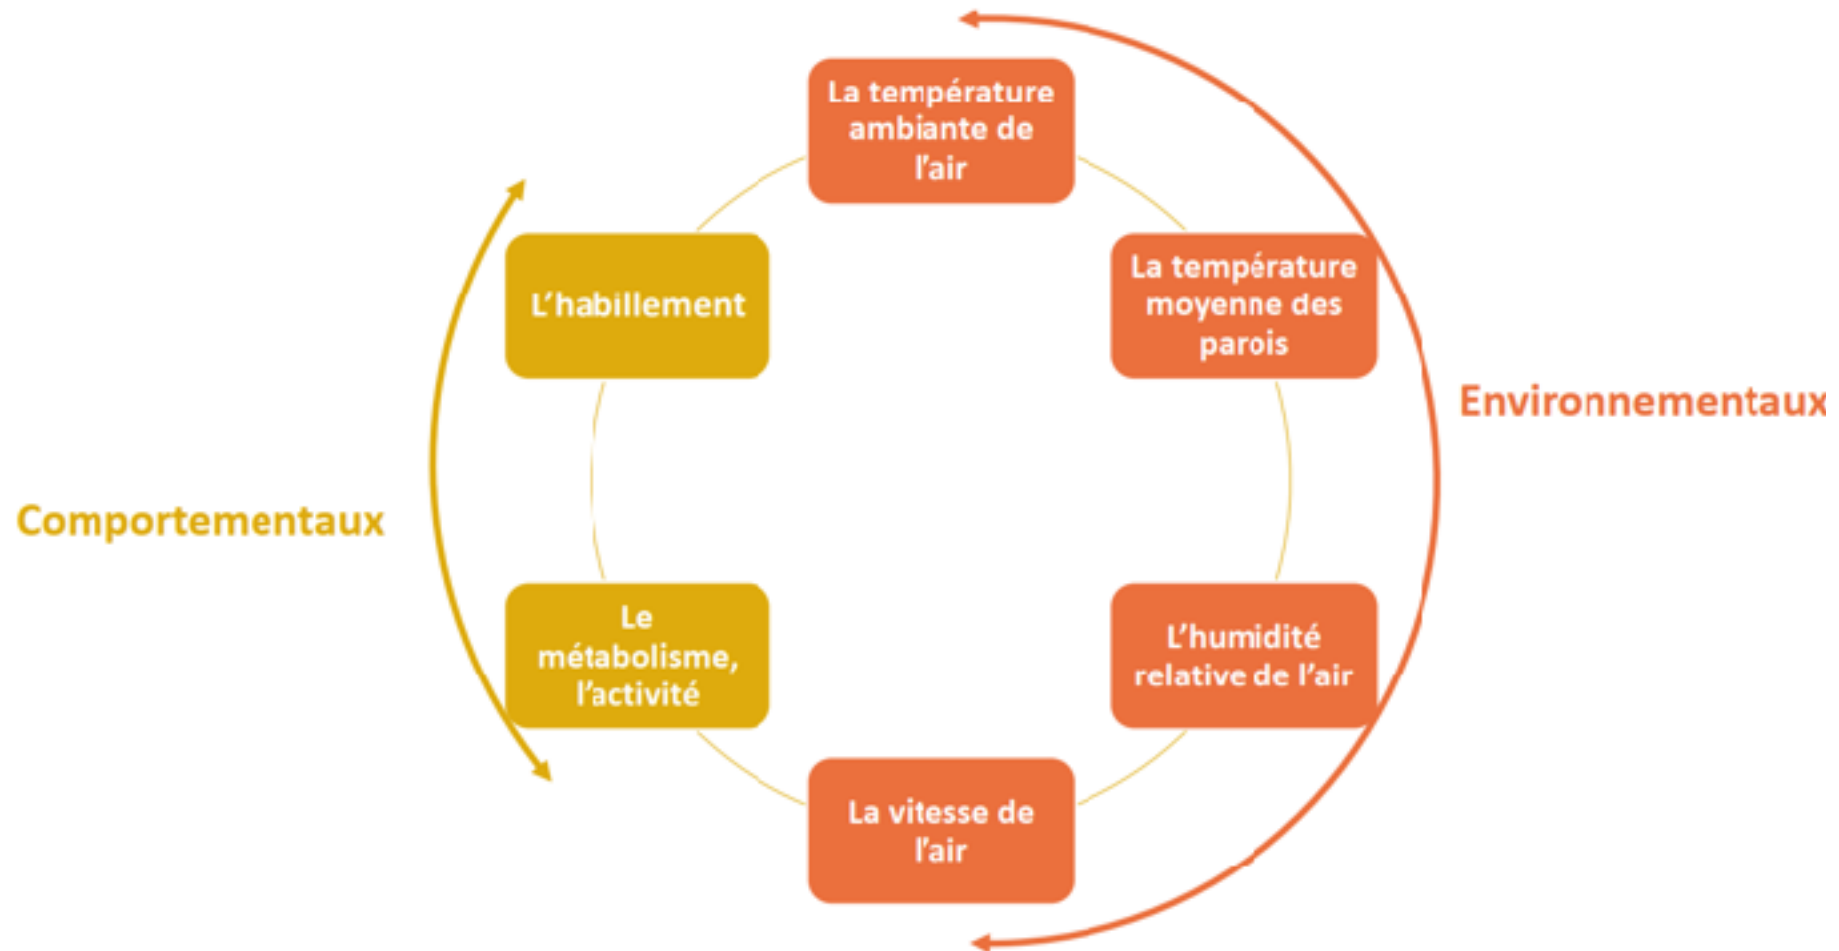 La température
ambiante de
l'air
La température
moyenne des
parois
Environnementaux
L'humidité
relative de l'air
La vitesse de
l'air
Le
métabolisme,
l'activité
L'habillement
Comportementaux